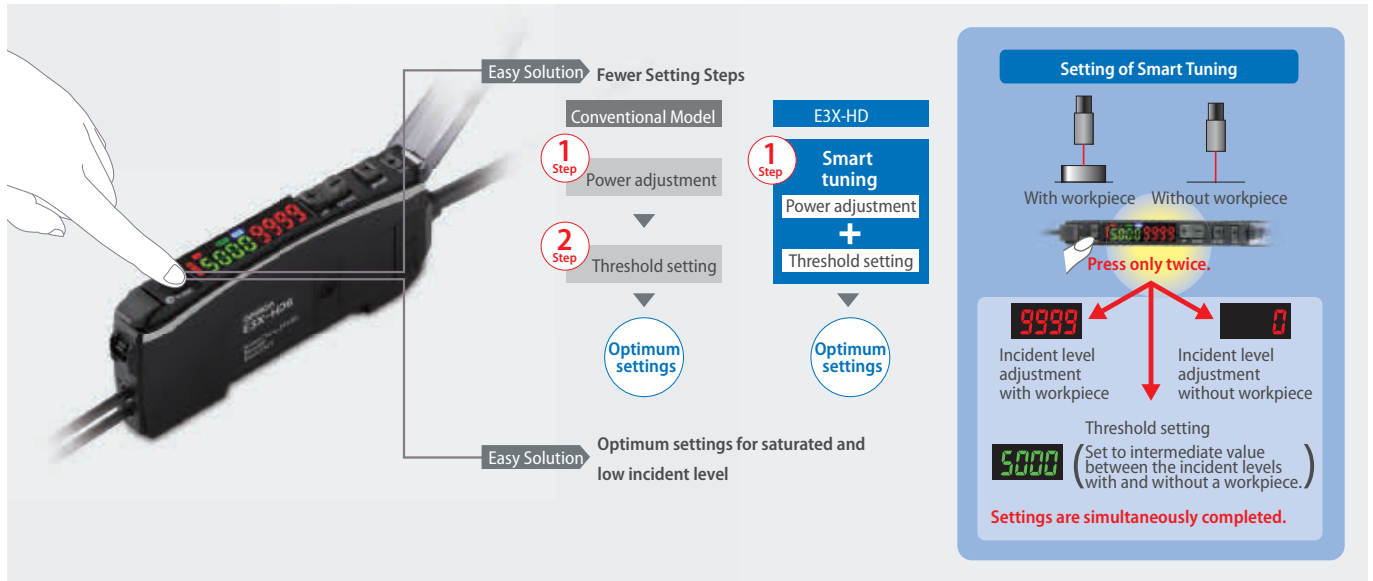 Easy Solution
Fewer Setting Steps
Conventional Model
1
Step
Power adjustment
2
Step
Threshold setting
Optimum
settings
E3X-HD
1
Step
Smart
tuning
Power adjustment
+
Threshold setting
Optimum
settings
Easy Solution
Optimum settings for saturated and
low incident level
5000 9999
E3X-HD6
Setting of Smart Tuning
With workpiece
Without workpiece
5000 9999
Press only twice.
9999
Incident level
adjustment
with workpiece
0
Incident level
adjustment
without workpiece
Threshold setting
5000
(Set to intermediate value
between the incident levels
with and without a workpiece.)
Settings are simultaneously completed.